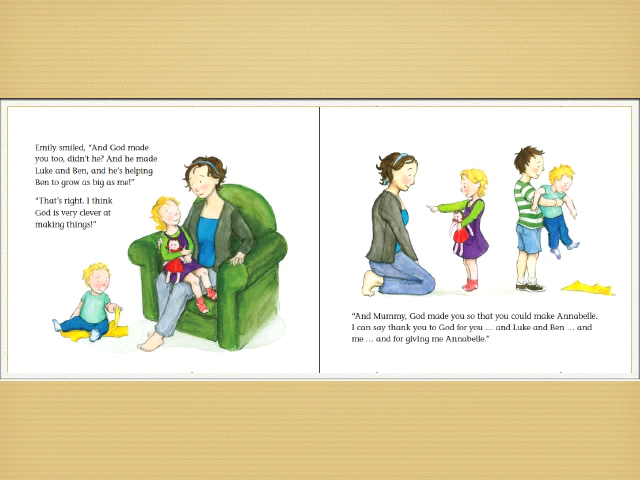 Emily smiled, “And God made
you too, didn't he? And he made
Luke and Ben, and he's helping
Ben to grow as big as me!”
“That's right. I think
God is very clever at
making things!”
“And Mummy, God made you so that you could make Annabelle.
I can say thank you to God for you … and Luke and Ben … and
me … and for giving me Annabelle.”